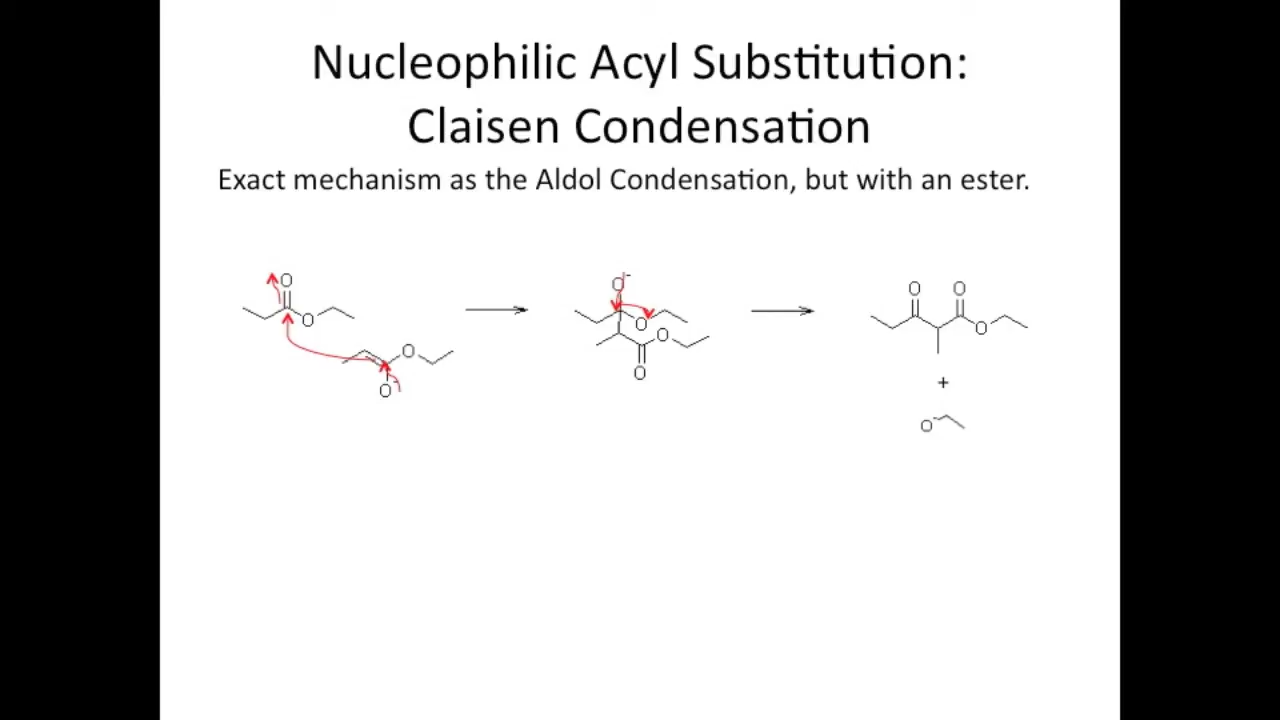 Nucleophilic Acyl Substitution:
Claisen Condensation
Exact mechanism as the Aldol Condensation, but with an ester.
O
O
O
O⁻
O⁻
O
O
O
O
O
O
+
O⁻